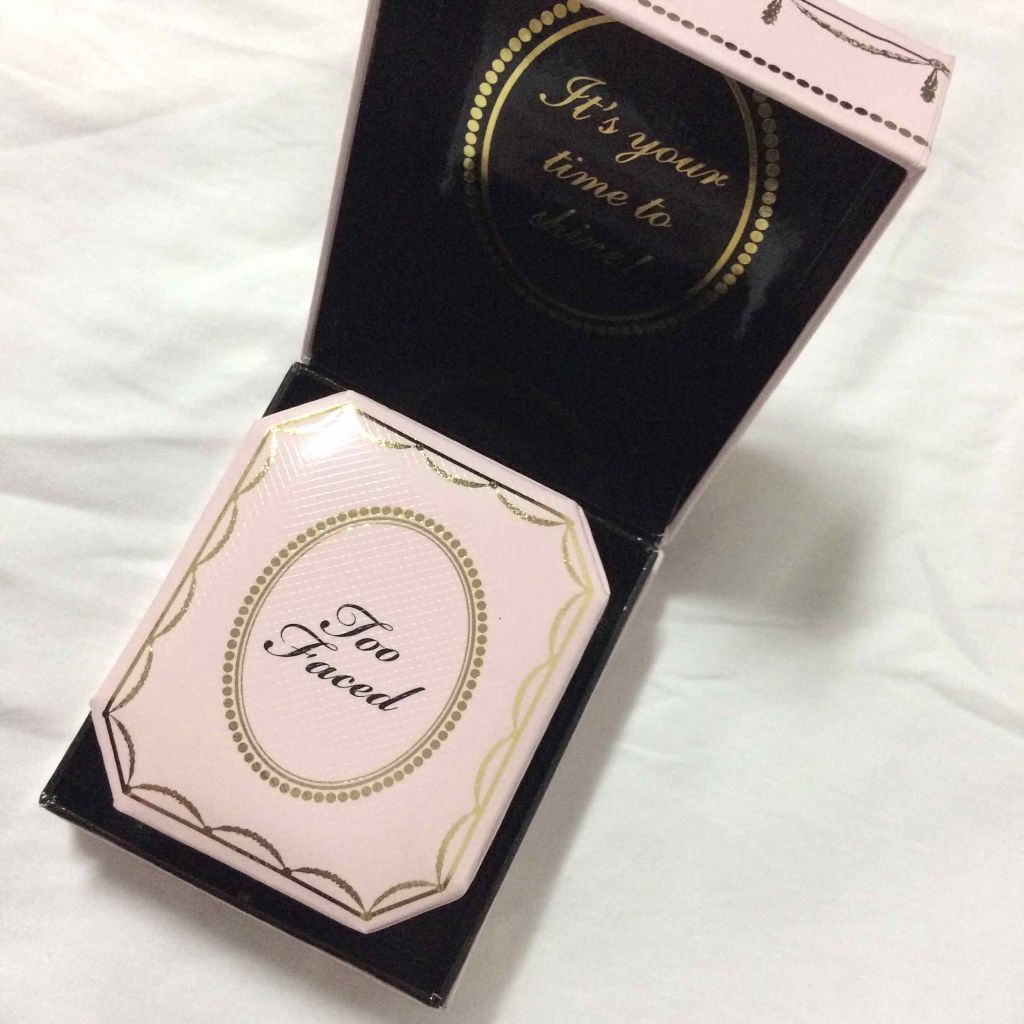 It's your
time to
shine!
Too
Faced